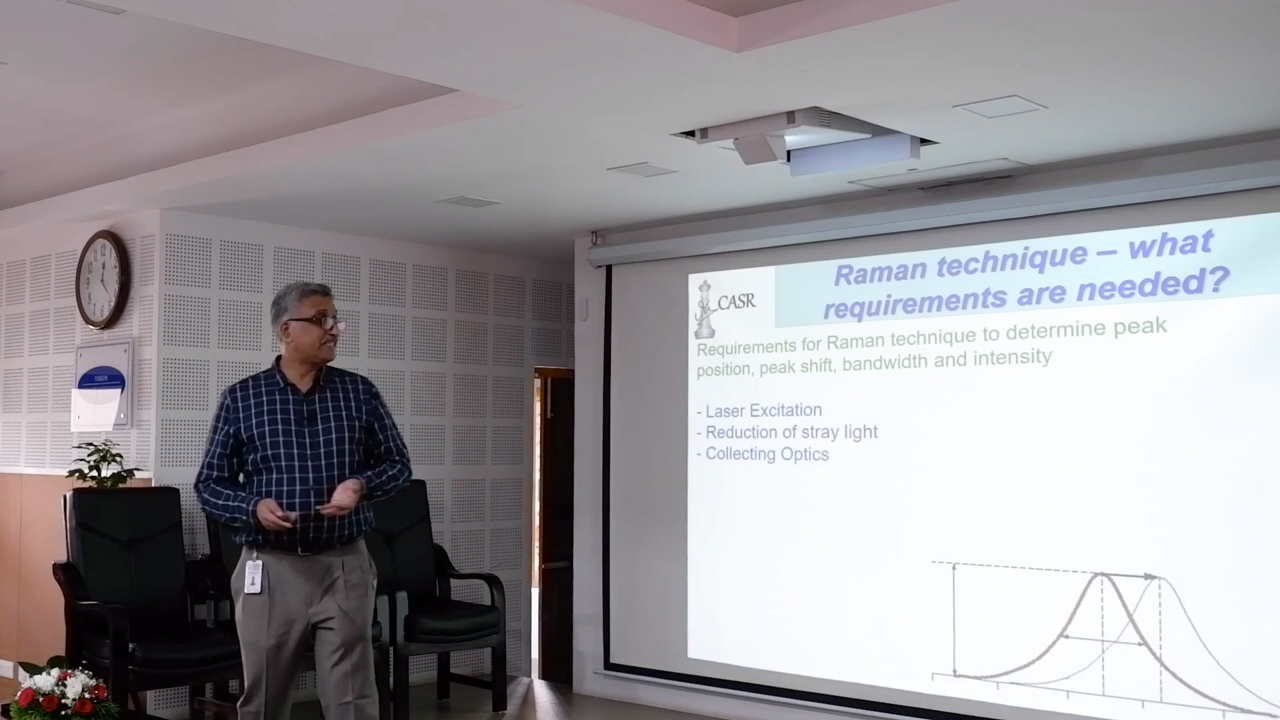 CASR
Raman technique – what
requirements are needed?
Requirements for Raman technique to determine peak
position, peak shift, bandwidth and intensity
- Laser Excitation
- Reduction of stray light
- Collecting Optics